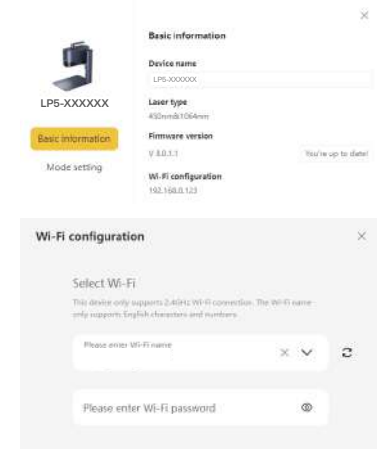 Basic information
Device name
LP5-XXXXXX
LP5-XXXXXX
Laser type
450nm&1064nm
Basic information
Firmware version
V 8.0.1.1
You're up to date!
Mode setting
Wi-Fi configuration
192.168.0.123
Wi-Fi configuration
Select Wi-Fi
This device only supports 2.4GHz Wi-Fi connection. The Wi-Fi name
only supports English characters and numbers.
Please enter Wi-Fi name
Please enter Wi-Fi password